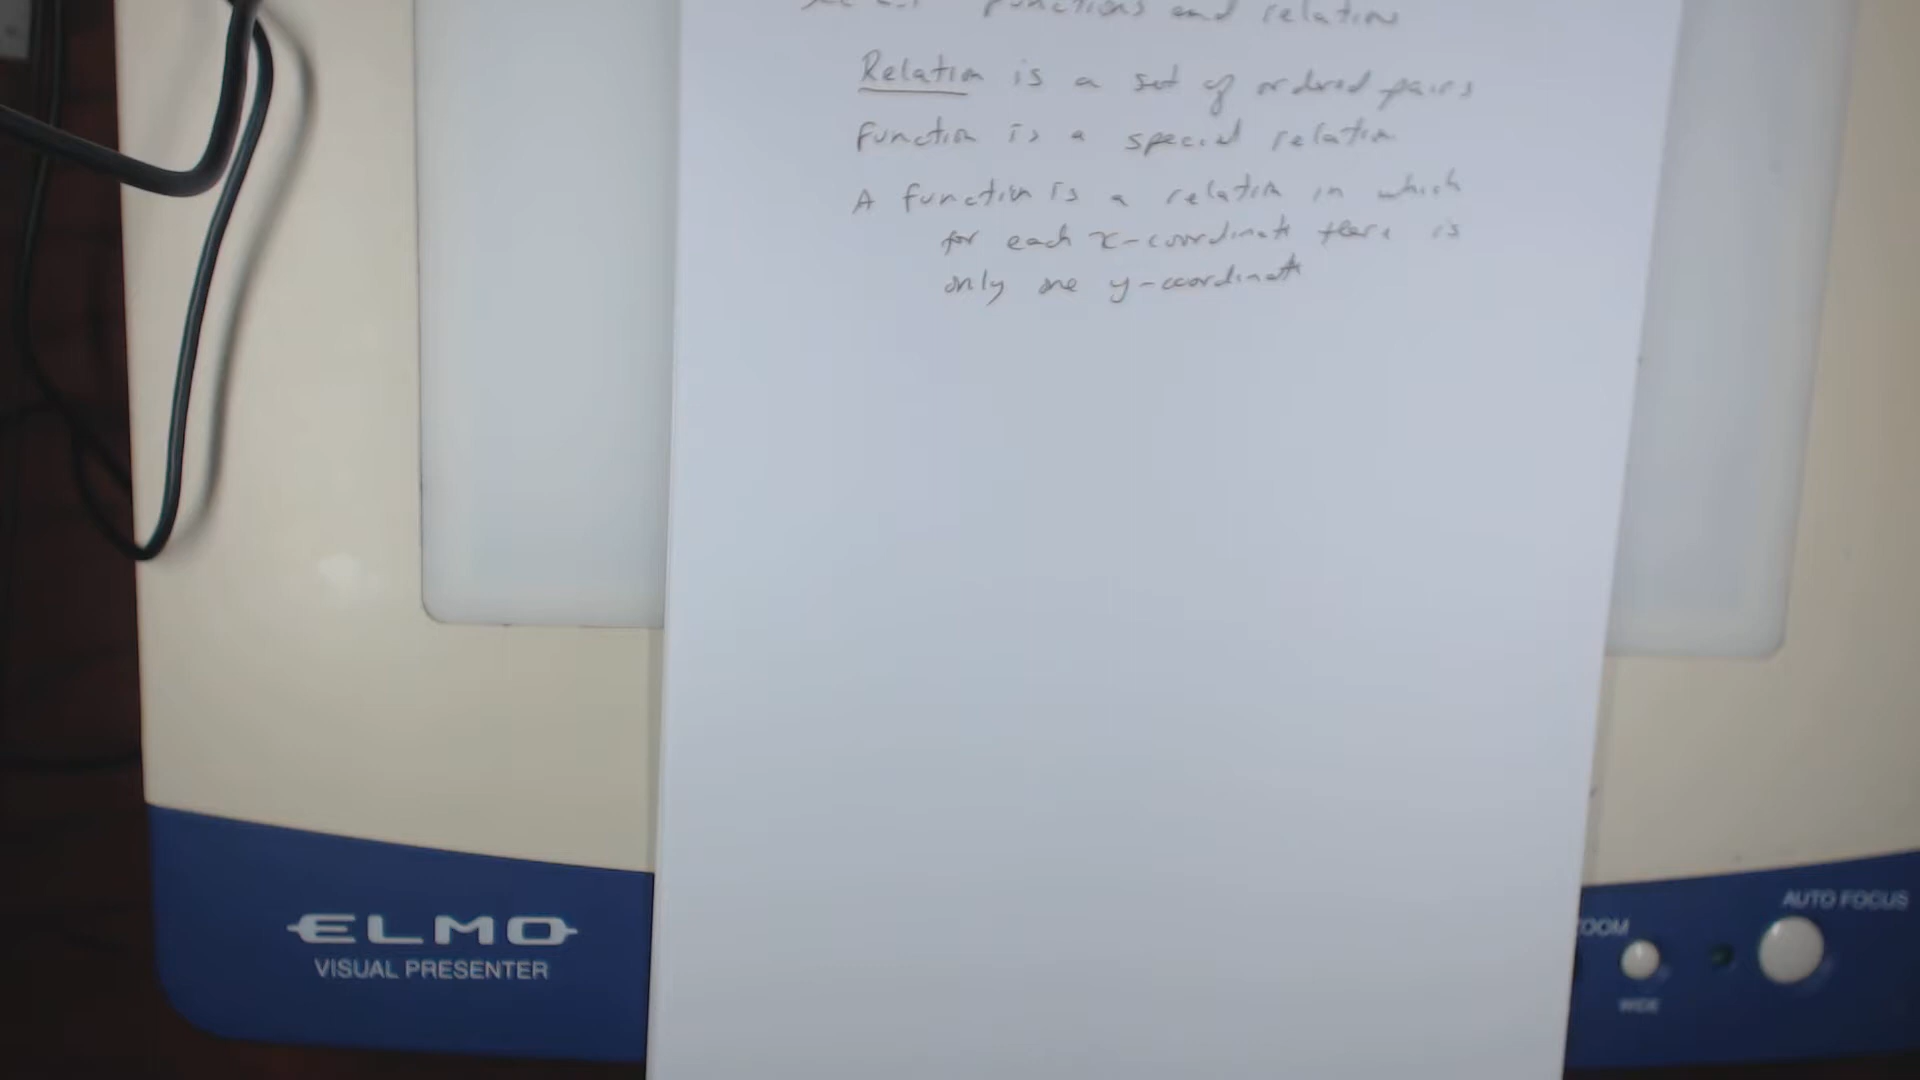 functions and relation
Relation is a set of ordered pairs
Function is a special relation
A function is a relation in which
for each x-coordinate there is
only one y-coordinate
ELMO
VISUAL PRESENTER
AUTO FOCUS
ZOOM
WIDE